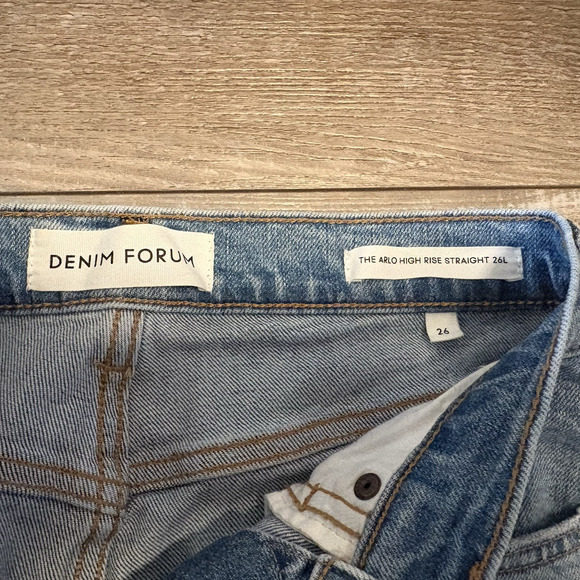 DENIM FORUM
THE ARLO HIGH RISE STRAIGHT 26L
26